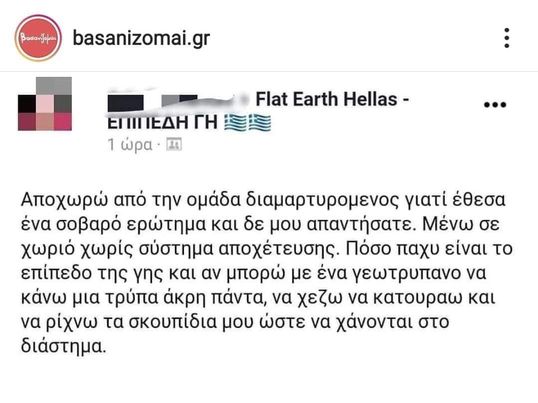 Βασανίζομαι
basanizomai.gr
Flat Earth Hellas -
ΕΠΙΠΕΔΗ ΓΗ
1 ώρα ·
Αποχωρώ από την ομάδα διαμαρτυρομενος γιατί έθεσα
ένα σοβαρό ερώτημα και δε μου απαντήσατε. Μένω σε
χωριό χωρίς σύστημα αποχέτευσης. Πόσο παχυ είναι το
επίπεδο της γης και αν μπορώ με ένα γεωτρυπανο να
κάνω μια τρύπα άκρη πάντα, να χεζω να κατουραω και
να ρίχνω τα σκουπίδια μου ώστε να χάνονται στο
διάστημα.